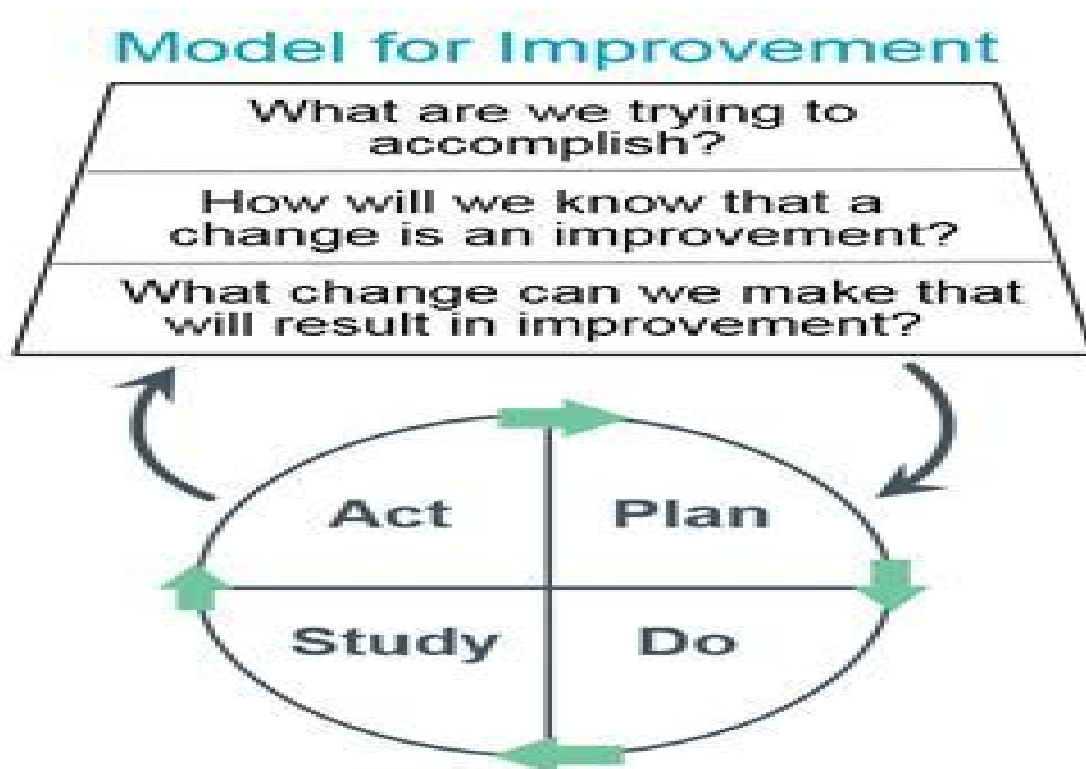 Model for Improvement
What are we trying to
accomplish?
How will we know that a
change is an improvement?
What change can we make that
will result in improvement?
Act
Plan
Study
Do